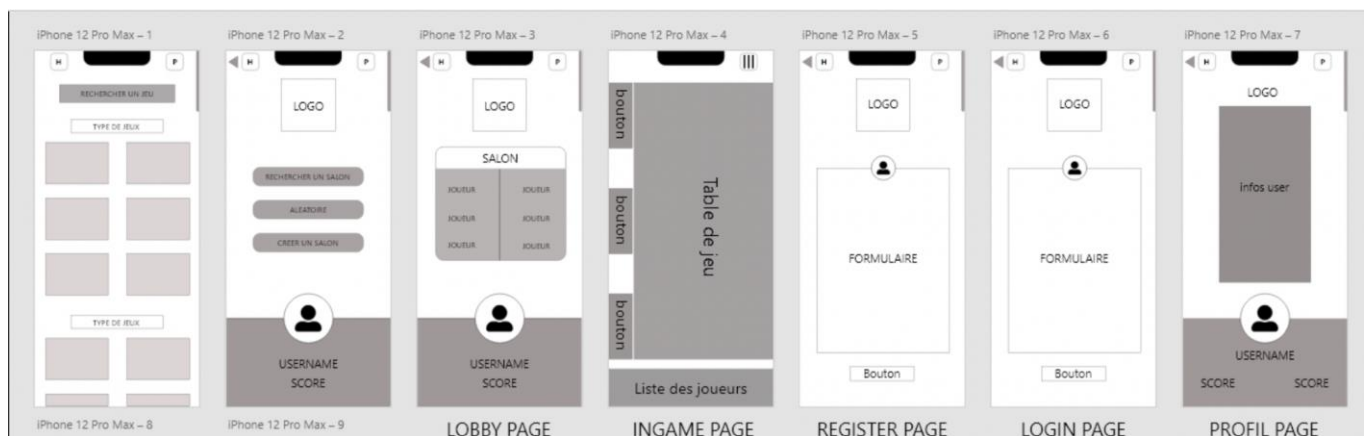 iPhone 12 Pro Max – 1
H
P
RECHERCHER UN JEU
TYPE DE JEUX
TYPE DE JEUX
iPhone 12 Pro Max – 8
iPhone 12 Pro Max – 2
H
P
LOGO
RECHERCHER UN SALON
ALEATOIRE
CREER UN SALON
USERNAME
SCORE
iPhone 12 Pro Max – 9
iPhone 12 Pro Max – 3
H
P
LOGO
SALON
JOUEUR JOUEUR
JOUEUR JOUEUR
JOUEUR JOUEUR
USERNAME
SCORE
LOBBY PAGE
iPhone 12 Pro Max – 4
bouton
bouton
bouton
Table de jeu
Liste des joueurs
INGAME PAGE
iPhone 12 Pro Max – 5
H
P
LOGO
FORMULAIRE
Bouton
REGISTER PAGE
iPhone 12 Pro Max – 6
H
P
LOGO
FORMULAIRE
Bouton
LOGIN PAGE
iPhone 12 Pro Max – 7
H
P
LOGO
infos user
USERNAME
SCORE SCORE
PROFIL PAGE